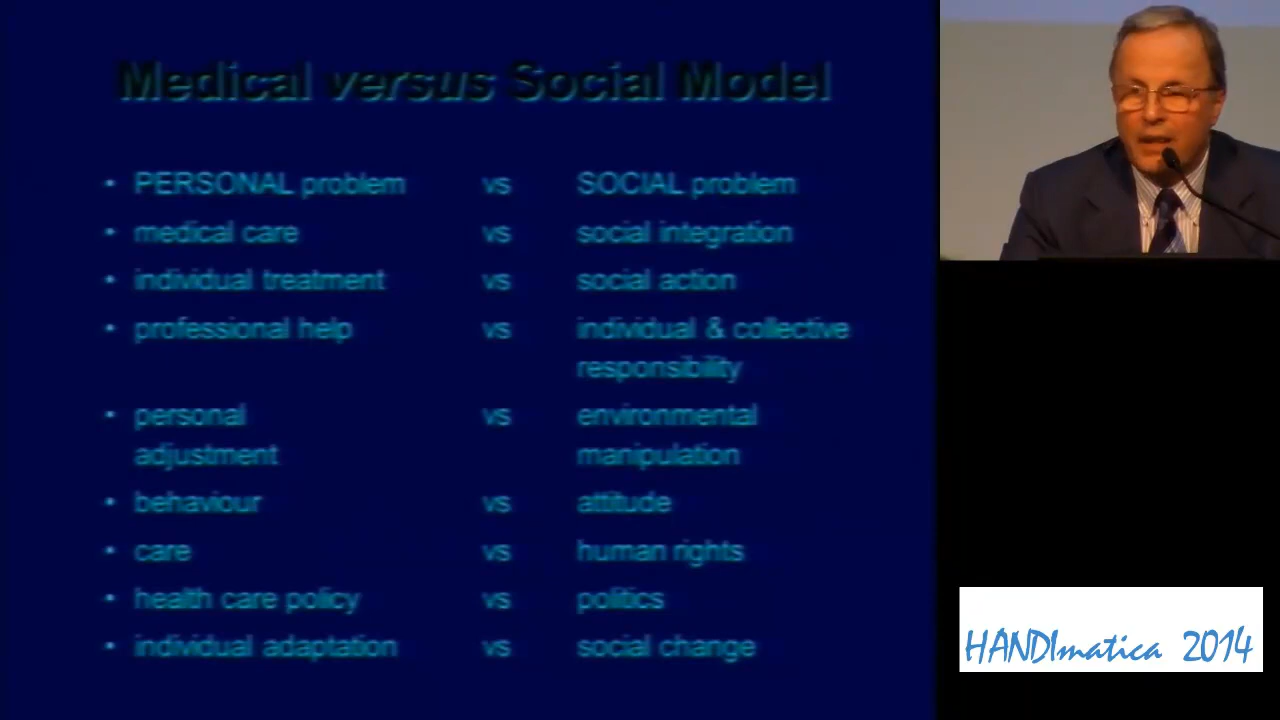 Medical versus Social Model
• PERSONAL problem vs SOCIAL problem
• medical care vs social integration
• individual treatment vs social action
• professional help vs individual & collective
responsibility
• personal vs environmental
adjustment manipulation
• behaviour vs attitude
• care vs human rights
• health care policy vs politics
• individual adaptation vs social change
HANDImatica 2014